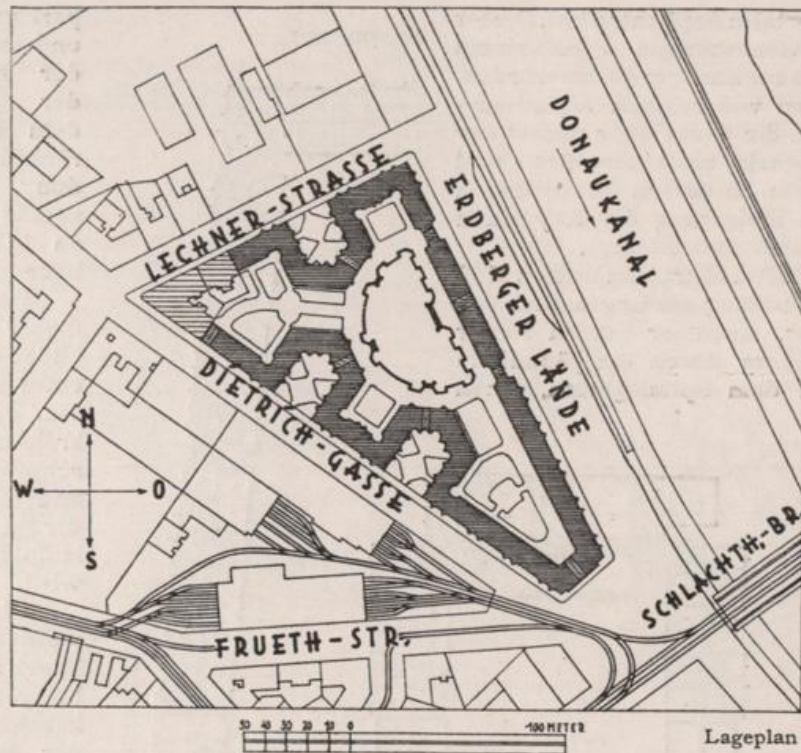 DONAUKANAL
LECHNER-STRASSE
ERDBERGER LÄNDE
DIETRICH-GASSE
N
W O
S
SCHLACHTH.-BR.
FRUETH-STR.
50 40 30 20 10 0 100 METER
Lageplan